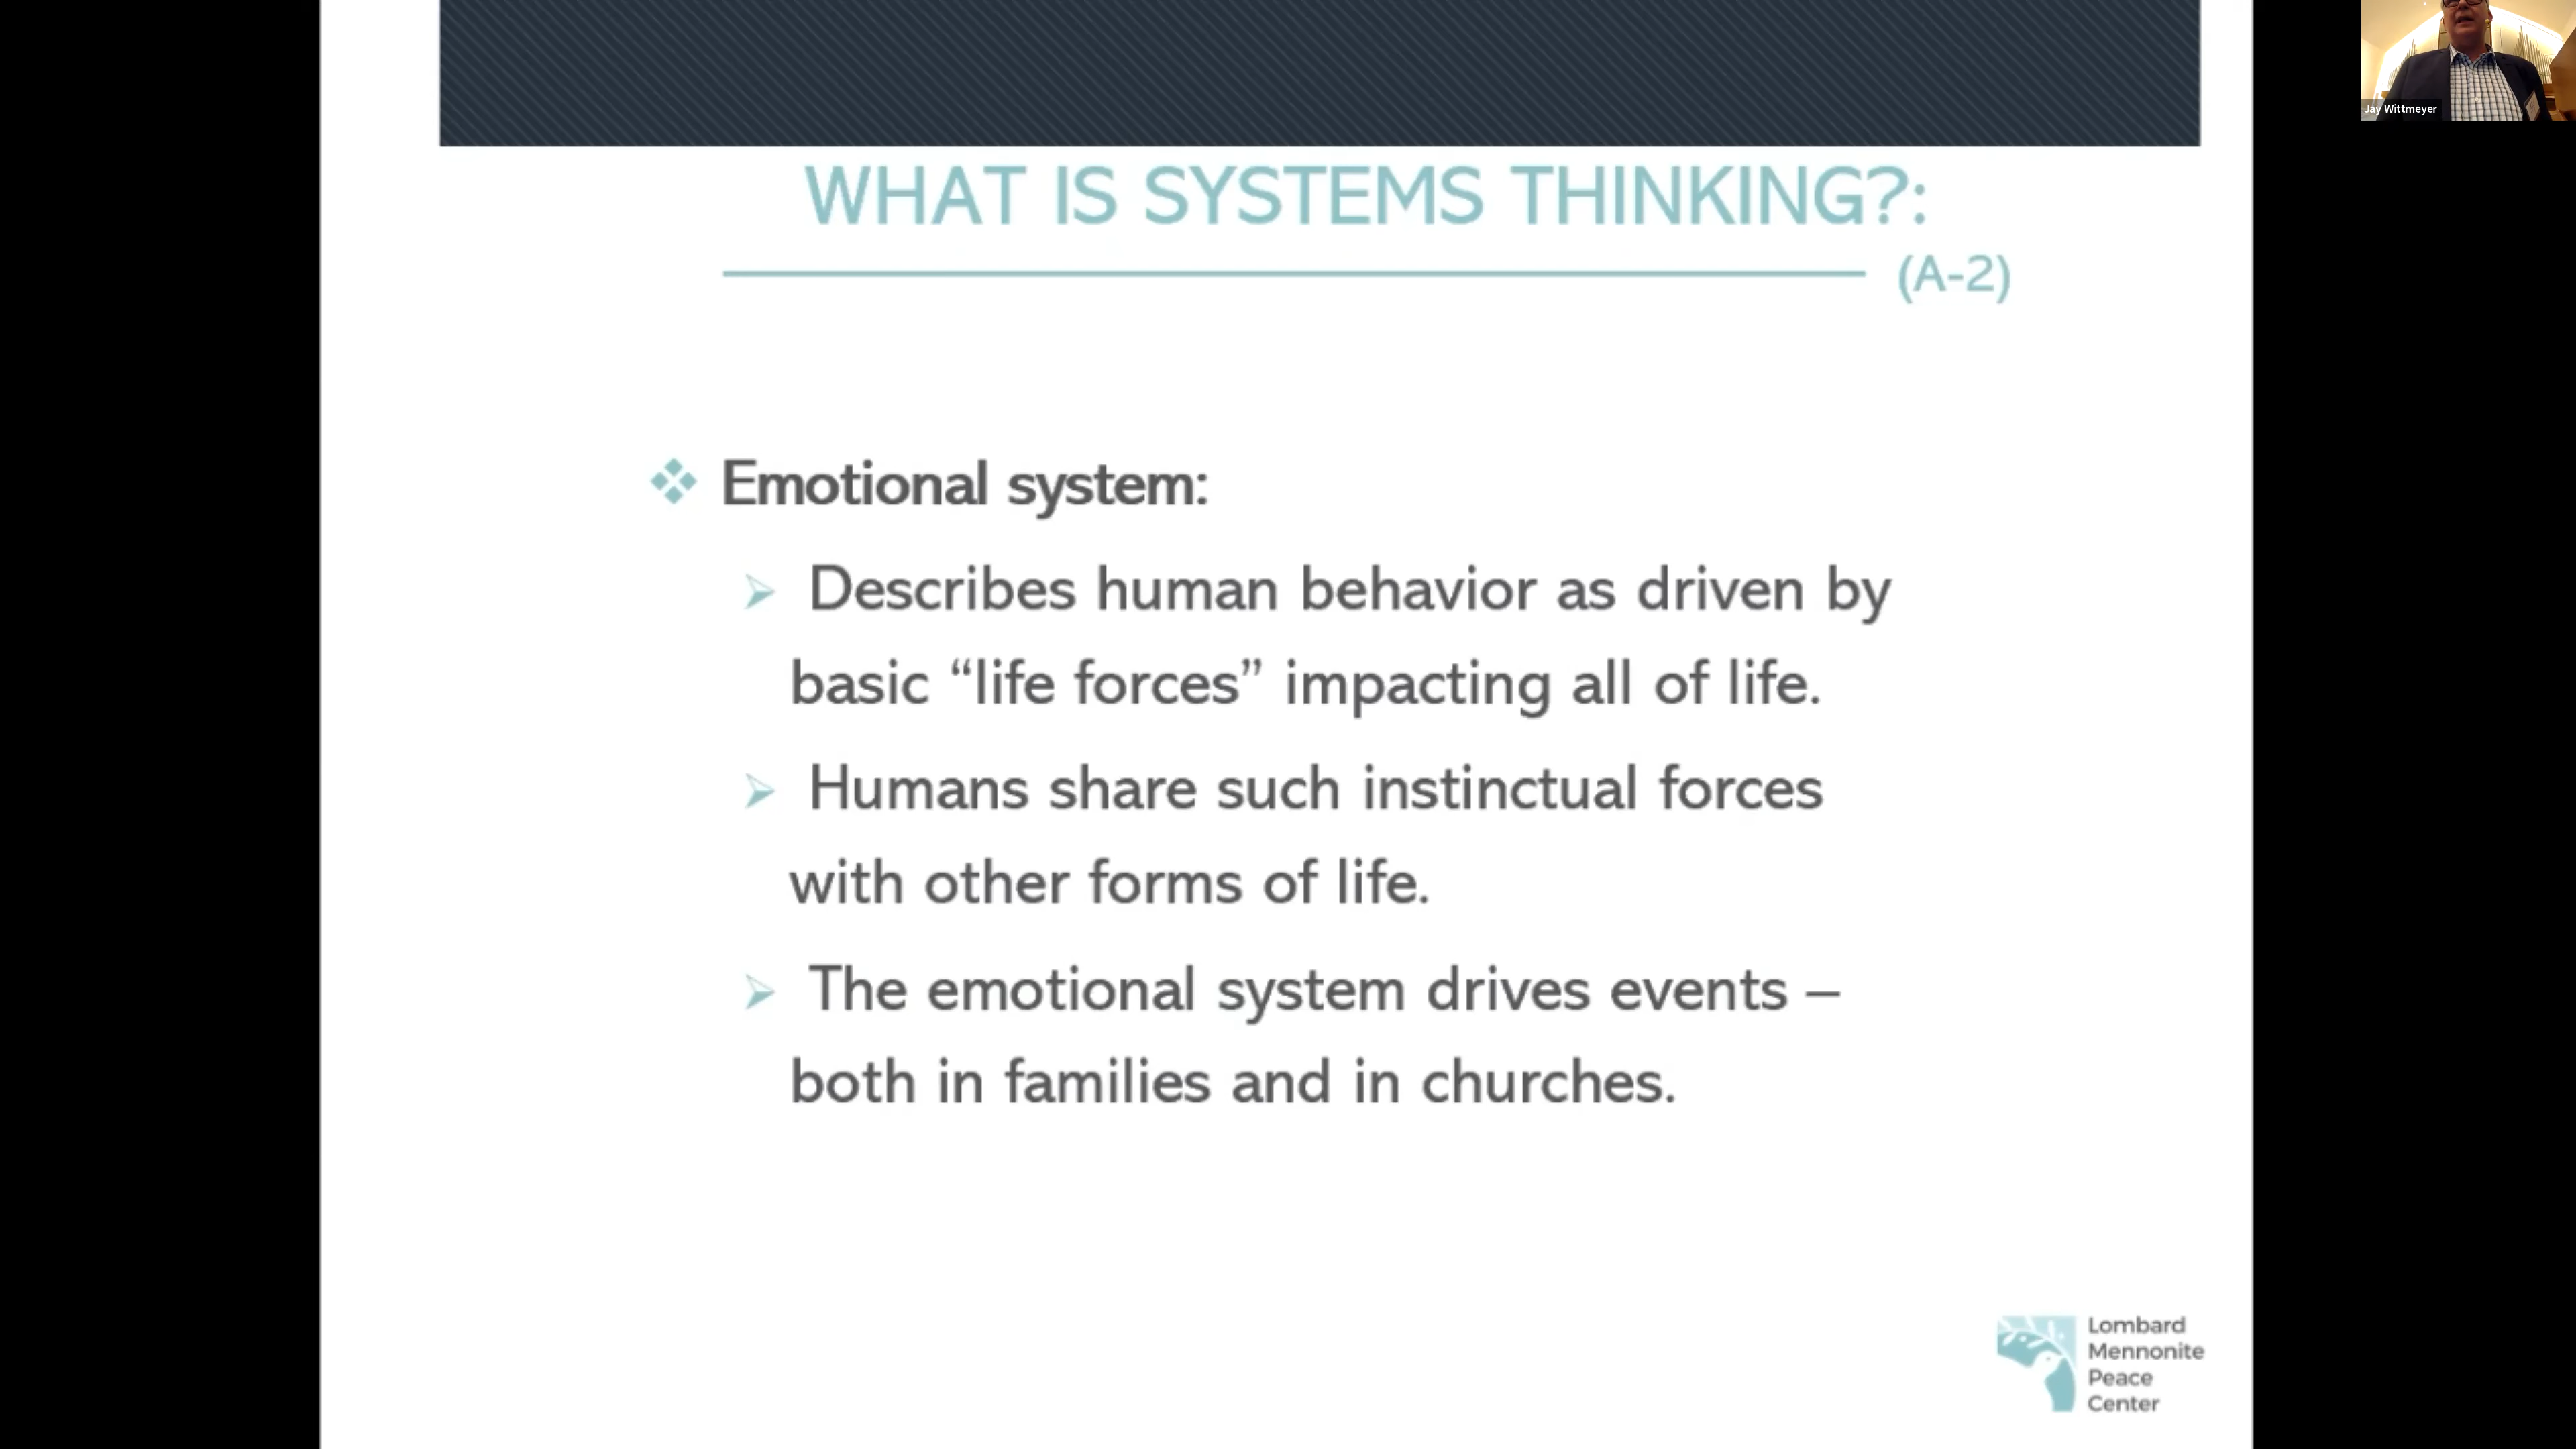 WHAT IS SYSTEMS THINKING?:
(A-2)
Emotional system:
Describes human behavior as driven by
basic “life forces” impacting all of life.
Humans share such instinctual forces
with other forms of life.
The emotional system drives events –
both in families and in churches.
Lombard
Mennonite
Peace
Center
Jay Wittmeyer